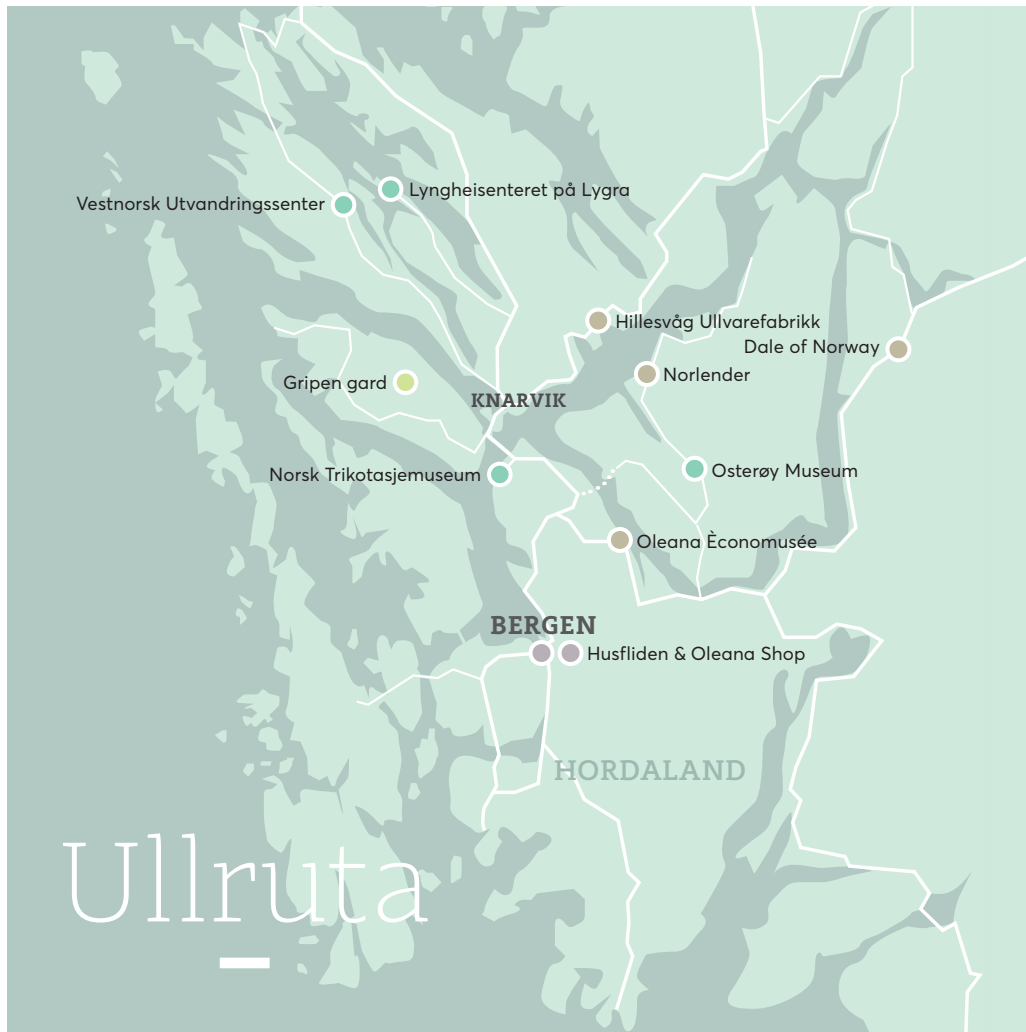 Lyngheisenteret på Lygra
Vestnorsk Utvandringssenter
Hillesvåg Ullvarefabrikk
Dale of Norway
Norlender
Gripen gard
KNARVIK
Osterøy Museum
Norsk Trikotasjemuseum
Oleana Èconomusée
BERGEN
Husfliden & Oleana Shop
HORDALAND
Ullruta